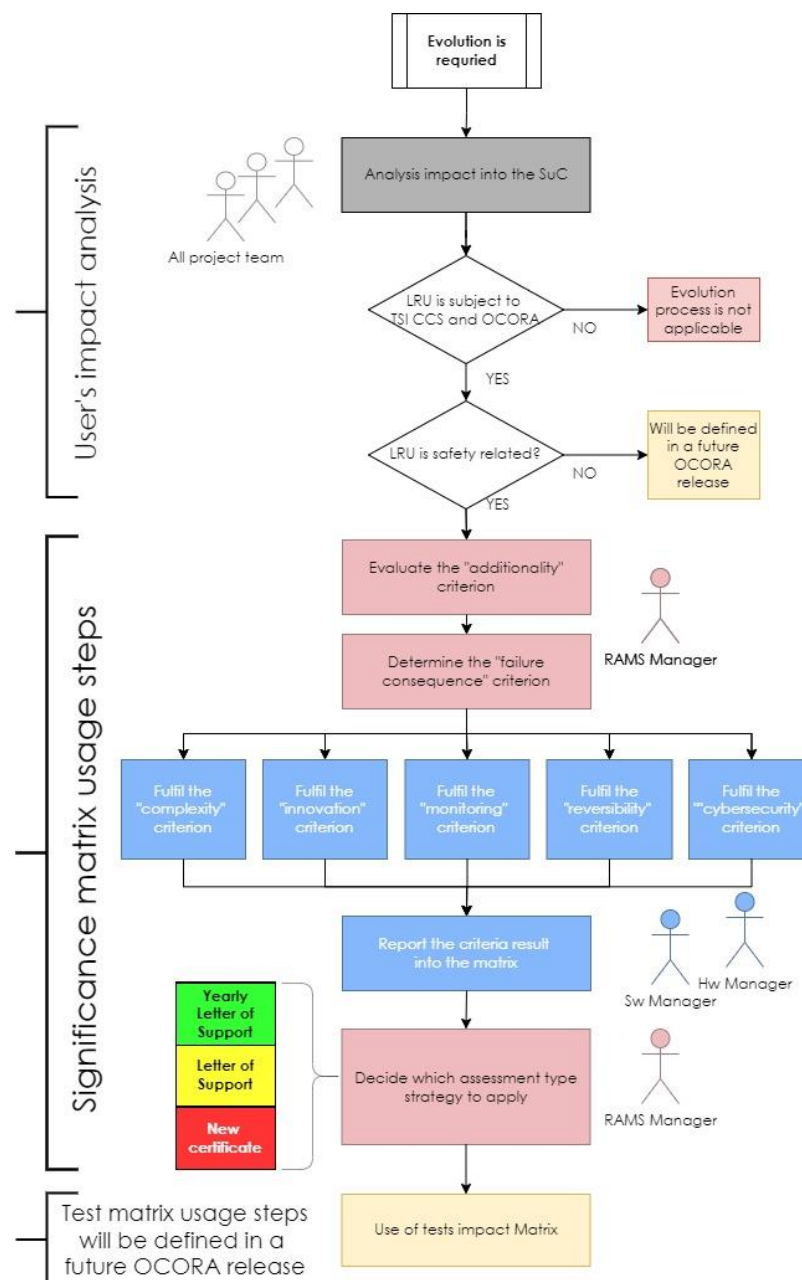 Evolution is
requried
User's impact analysis
All project team
Analysis impact into the SuC
LRU is subject to
TSI CCS and OCORA
NO
Evolution
process is not
applicable
YES
LRU is safety related?
NO
Will be defined
in a future
OCORA
release
YES
Significance matrix usage steps
Evaluate the "additionality"
criterion
RAMS Manager
Determine the "failure
consequence" criterion
Fulfil the
"complexity"
criterion
Fulfil the
"innovation"
criterion
Fulfil the
"monitoring"
criterion
Fulfil the
"reversibility"
criterion
Fulfil the
""cybersecurity"
criterion
Report the criteria result
into the matrix
Sw Manager
Hw Manager
Yearly
Letter of
Support
Letter of
Support
New
certificate
Decide which assessment type
strategy to apply
RAMS Manager
Test matrix usage steps
will be defined in a
future OCORA release
Use of tests impact Matrix